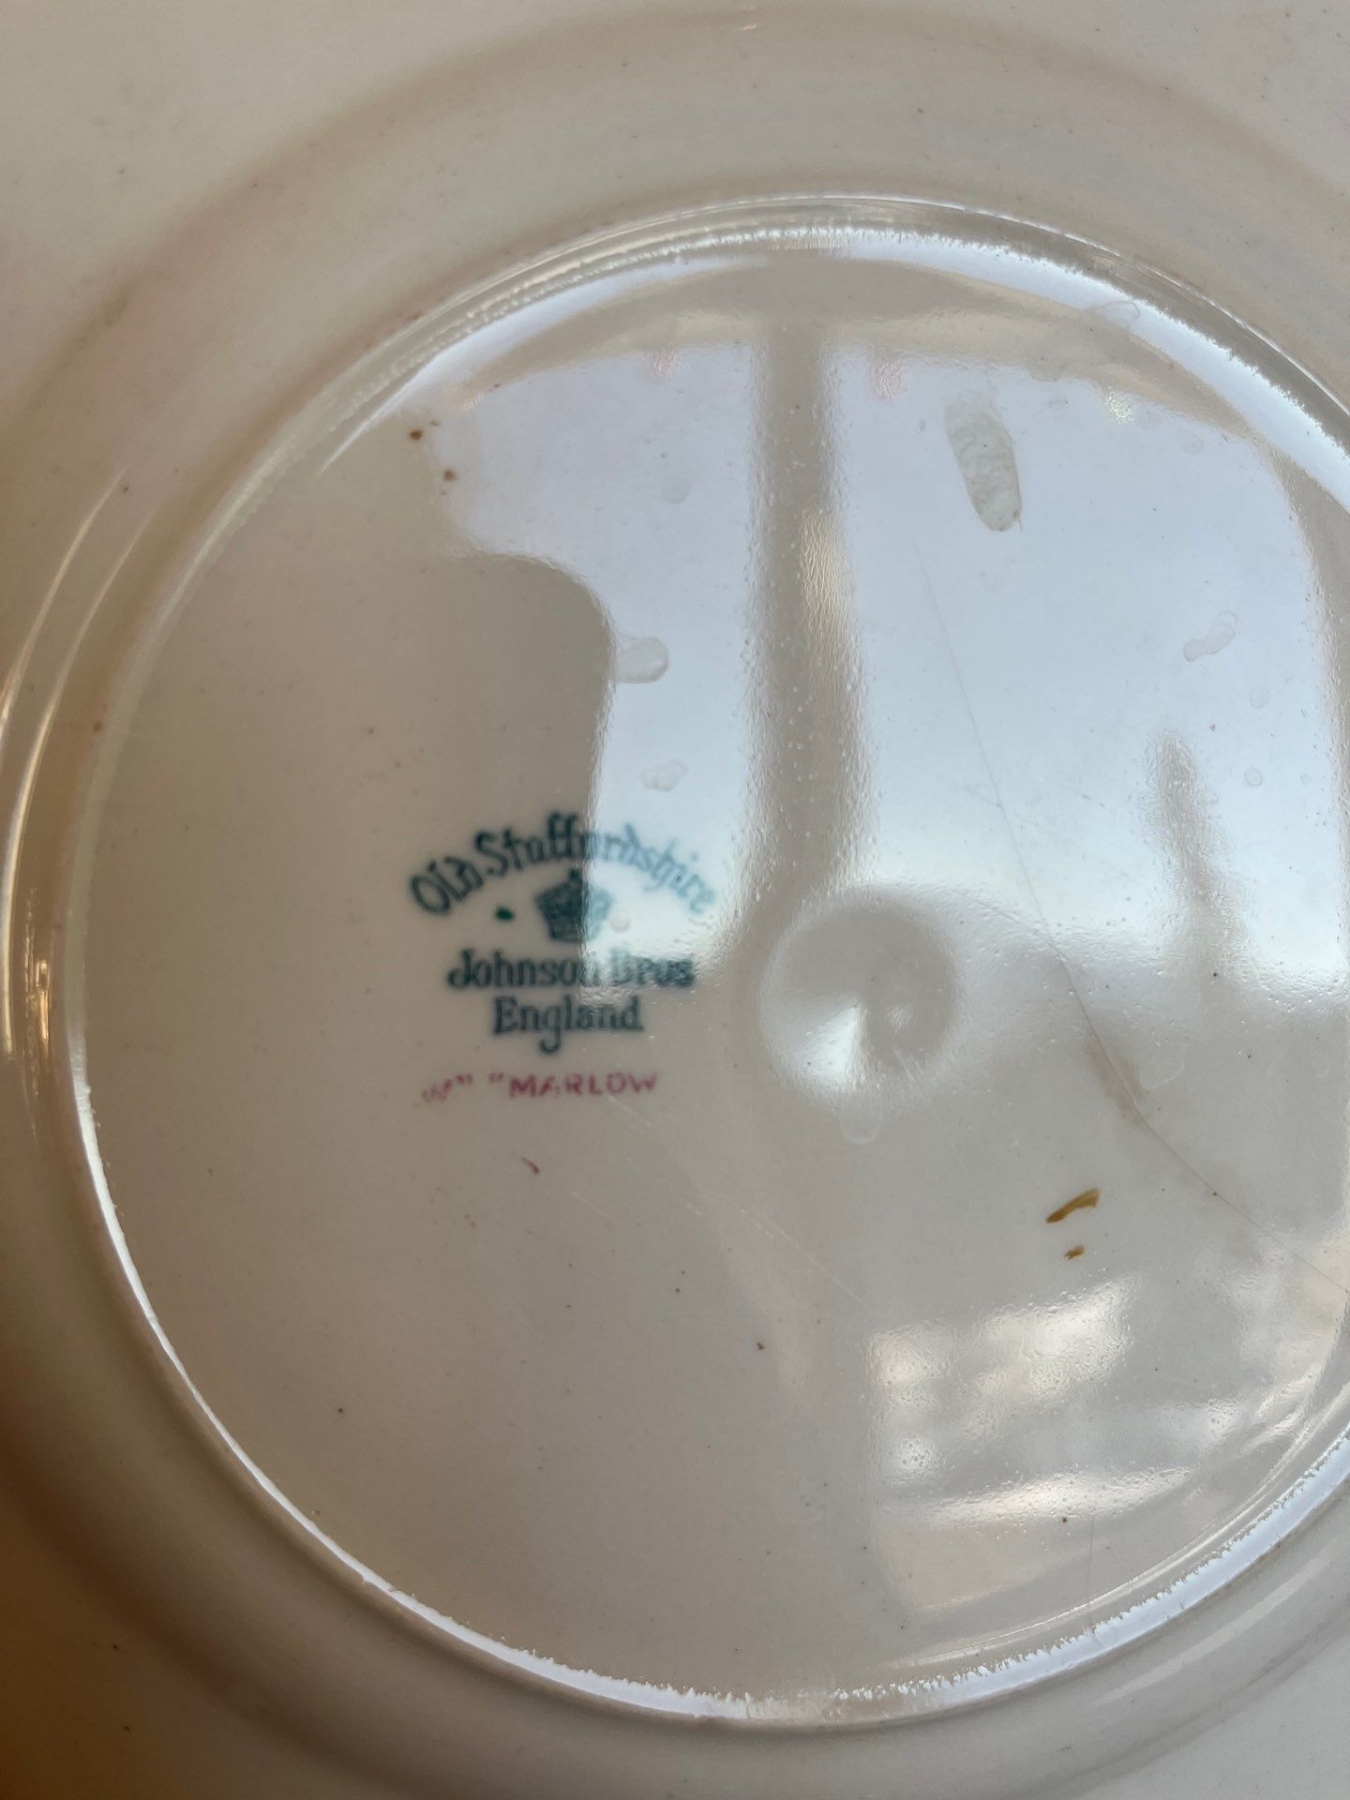 Old Staffordshire
Johnson Bros
England
W" "MARLOW